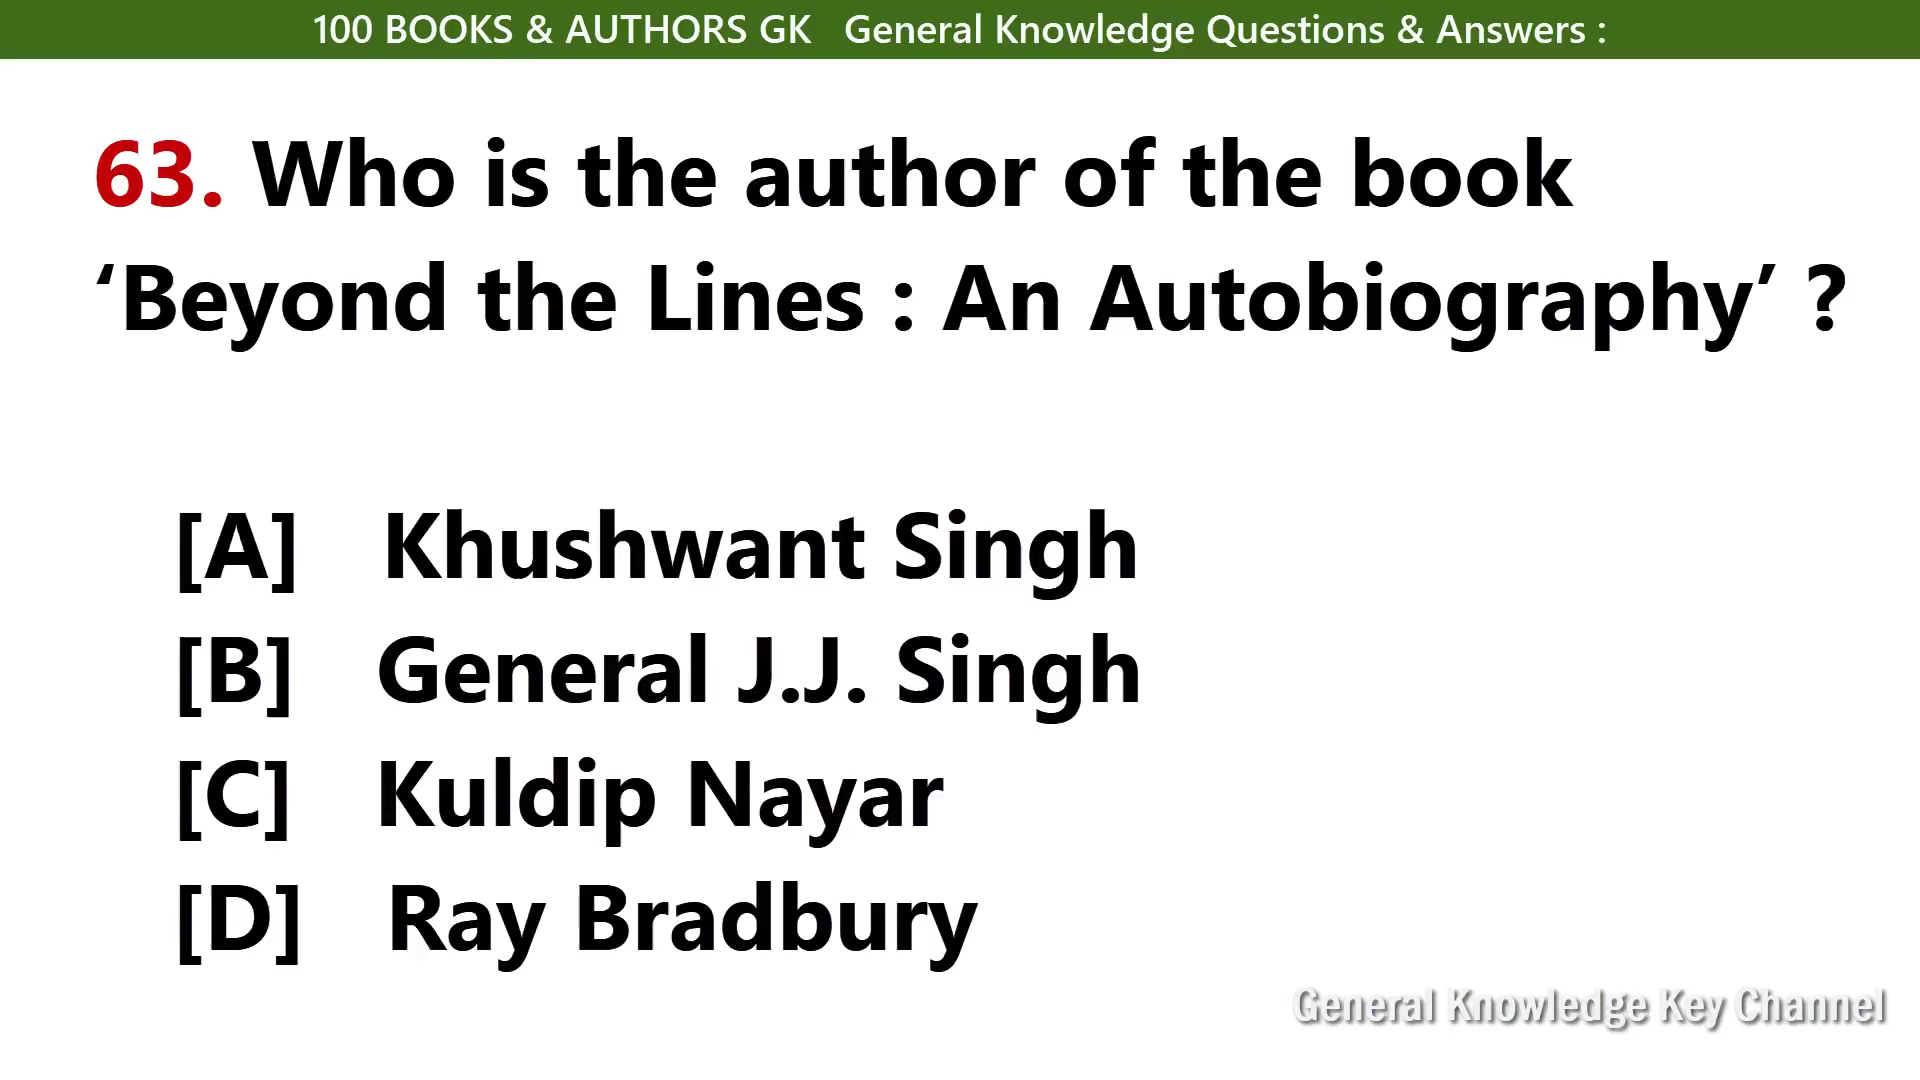 100 BOOKS & AUTHORS GK General Knowledge Questions & Answers :
63. Who is the author of the book
‘Beyond the Lines : An Autobiography’ ?
[A] Khushwant Singh
[B] General J.J. Singh
[C] Kuldip Nayar
[D] Ray Bradbury
General Knowledge Key Channel